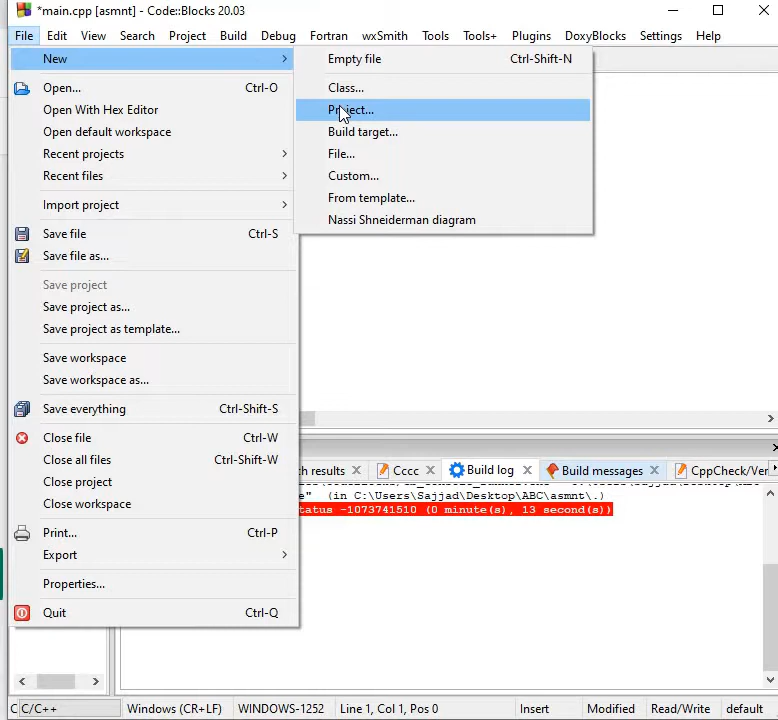 *main.cpp [asmnt] - Code::Blocks 20.03
File Edit View Search Project Build Debug Fortran wxSmith Tools Tools+ Plugins DoxyBlocks Settings Help
New
Open... Ctrl-O
Open With Hex Editor
Open default workspace
Recent projects
Recent files
Import project
Save file Ctrl-S
Save file as...
Save project
Save project as...
Save project as template...
Save workspace
Save workspace as...
Save everything Ctrl-Shift-S
Close file Ctrl-W
Close all files Ctrl-Shift-W
Close project
Close workspace
Print... Ctrl-P
Export
Properties...
Quit Ctrl-Q
Empty file Ctrl-Shift-N
Class...
Project...
Build target...
File...
Custom...
From template...
Nassi Shneiderman diagram
ch results Cccc Build log Build messages CppCheck/Ver
e" (in C:\Users\Sajjad\Desktop\ABC\asmnt\.)
tatus -1073741510 (0 minute(s), 13 second(s))
C C/C++ Windows (CR+LF) WINDOWS-1252 Line 1, Col 1, Pos 0 Insert Modified Read/Write default